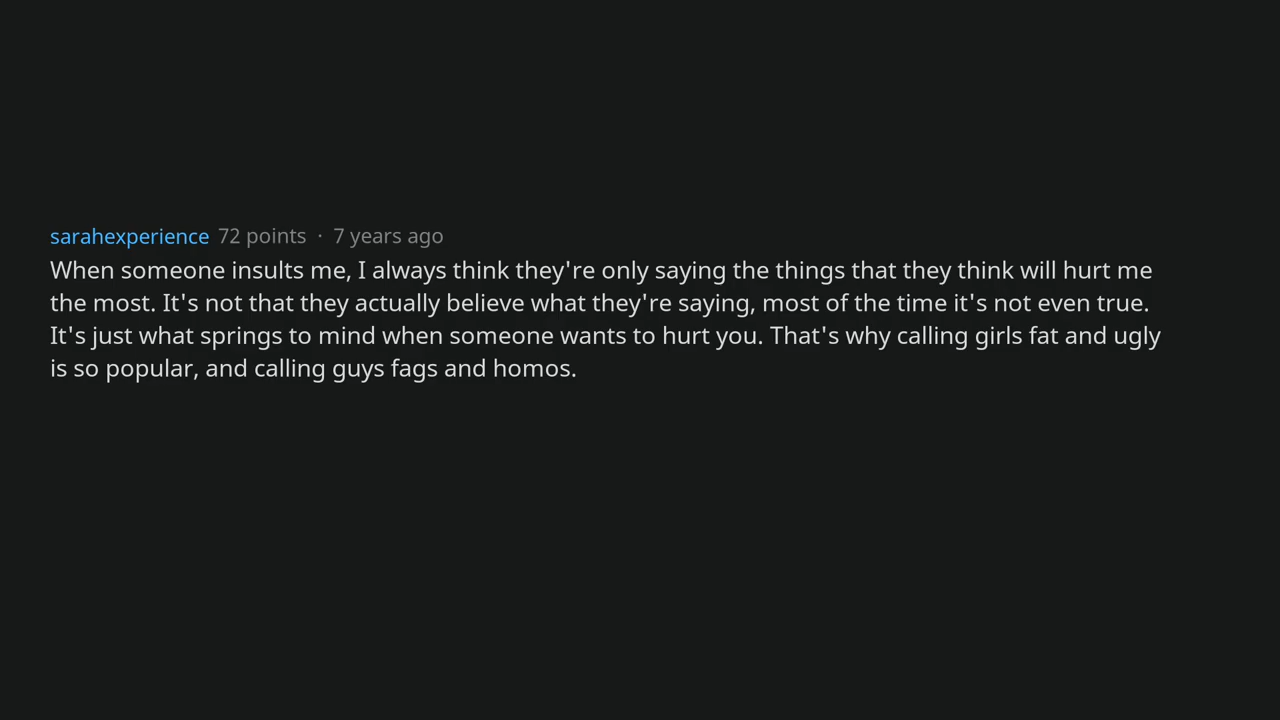 sarahexperience 72 points · 7 years ago
When someone insults me, I always think they're only saying the things that they think will hurt me
the most. It's not that they actually believe what they're saying, most of the time it's not even true.
It's just what springs to mind when someone wants to hurt you. That's why calling girls fat and ugly
is so popular, and calling guys fags and homos.